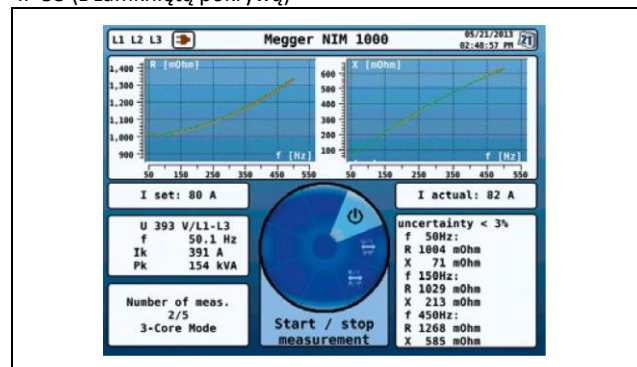 IP 65 (z zamkniętą pokrywą)
L1 L2 L3
Megger NIM 1000
05/21/2013
02:48:57 PM
21
R [mOhm]
1,400
1,300
1,200
1,100
1,000
900
f [Hz]
50 150 250 350 450 550
X [mOhm]
600
500
400
300
200
100
f [Hz]
50 150 250 350 450 550
I set: 80 A
I actual: 82 A
U 393 V/L1-L3
f 50.1 Hz
Ik 391 A
Pk 154 kVA
Number of meas.
2/5
3-Core Mode
Start / stop
measurement
uncertainty < 3%
f 50Hz:
R 1004 mOhm
X 71 mOhm
f 150Hz:
R 1029 mOhm
X 213 mOhm
f 450Hz:
R 1268 mOhm
X 585 mOhm